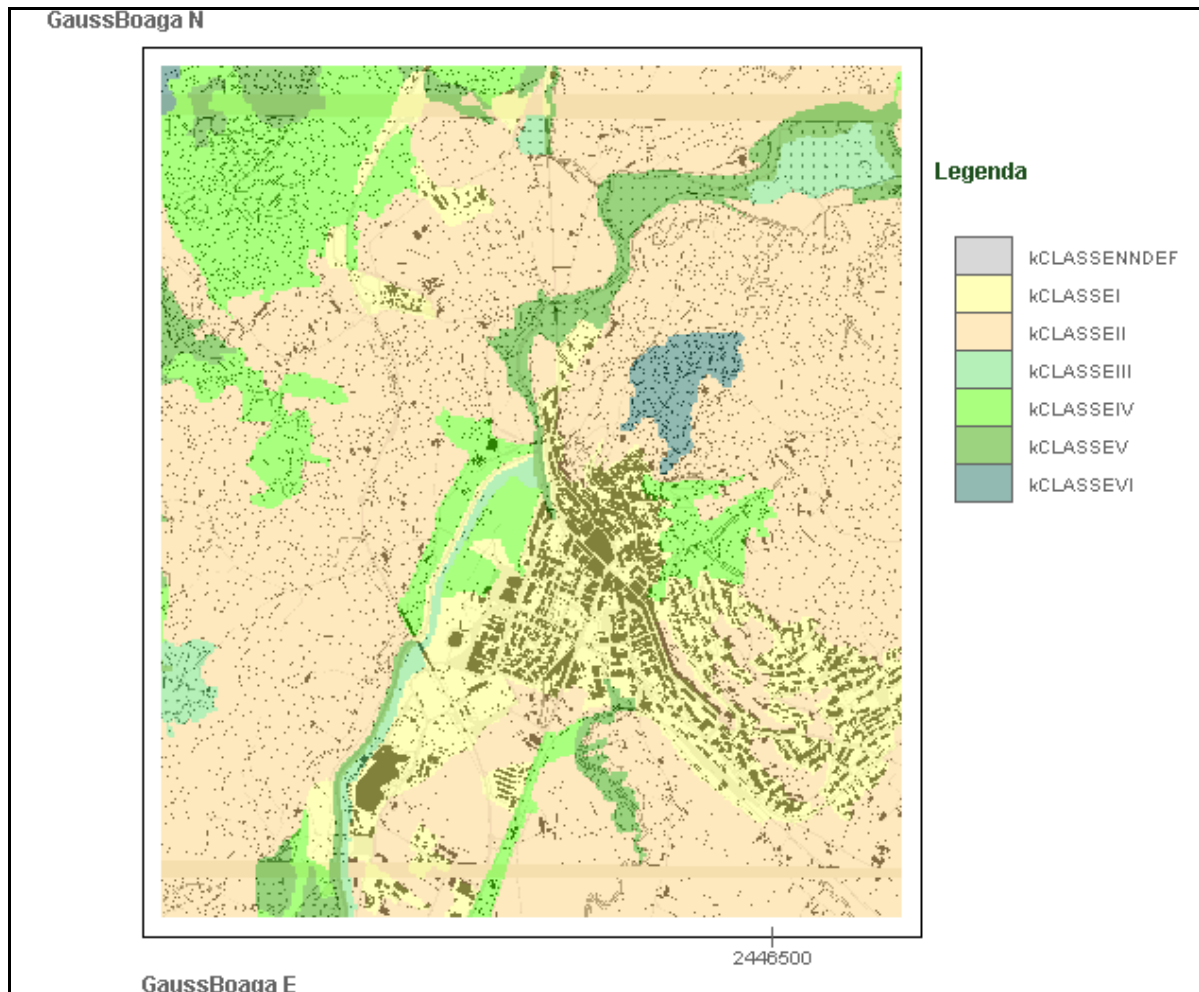 GaussBoaga N
Legenda
kCLASSENNDEF
kCLASSEI
kCLASSEII
kCLASSEIII
kCLASSEIV
kCLASSEV
kCLASSEVI
2446500
GaussBoaga E